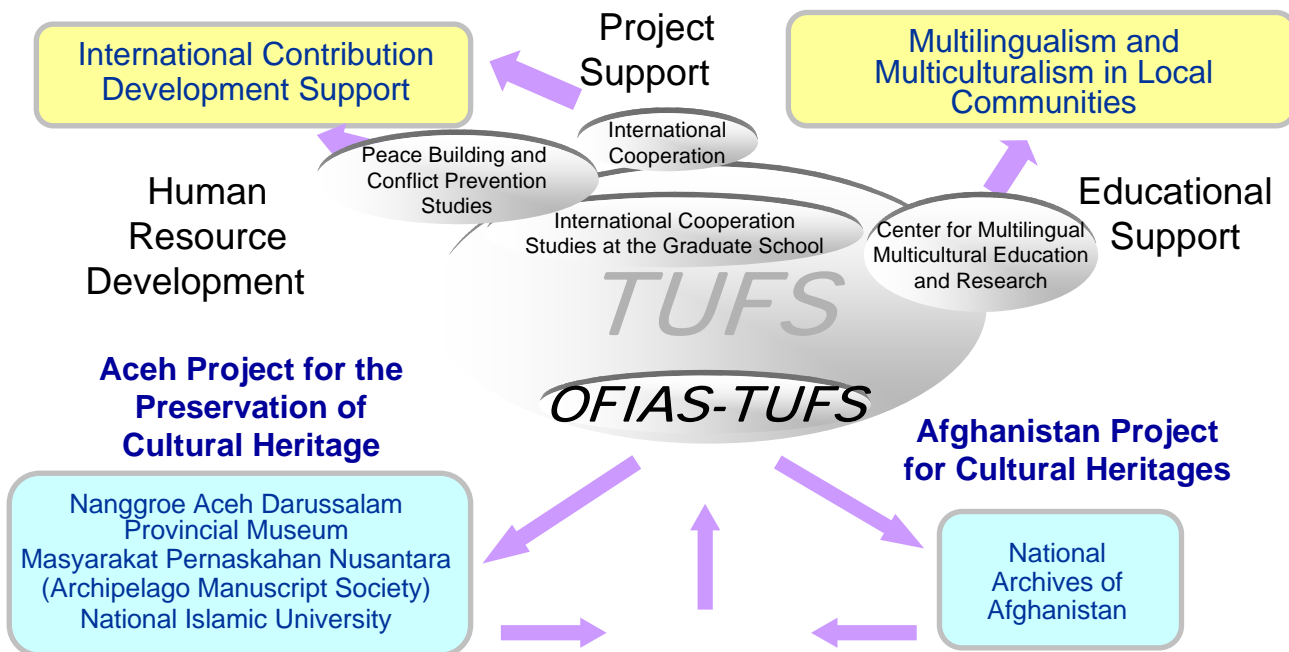 Project
Support
International Contribution
Development Support
Multilingualism and
Multiculturalism in Local
Communities
International
Cooperation
Peace Building and
Conflict Prevention
Studies
Human
Resource
Development
International Cooperation
Studies at the Graduate School
Center for Multilingual
Multicultural Education
and Research
Educational
Support
TUFS
OFIAS-TUFS
Aceh Project for the
Preservation of
Cultural Heritage
Afghanistan Project
for Cultural Heritages
Nanggroe Aceh Darussalam
Provincial Museum
Masyarakat Pernaskahan Nusantara
(Archipelago Manuscript Society)
National Islamic University
National
Archives of
Afghanistan